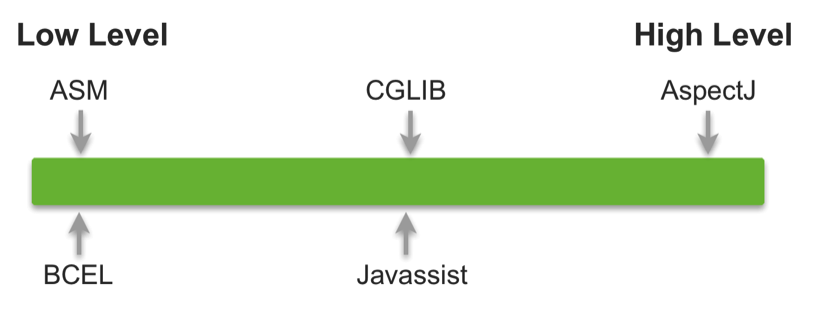 Low Level
High Level
ASM
CGLIB
AspectJ
BCEL
Javassist